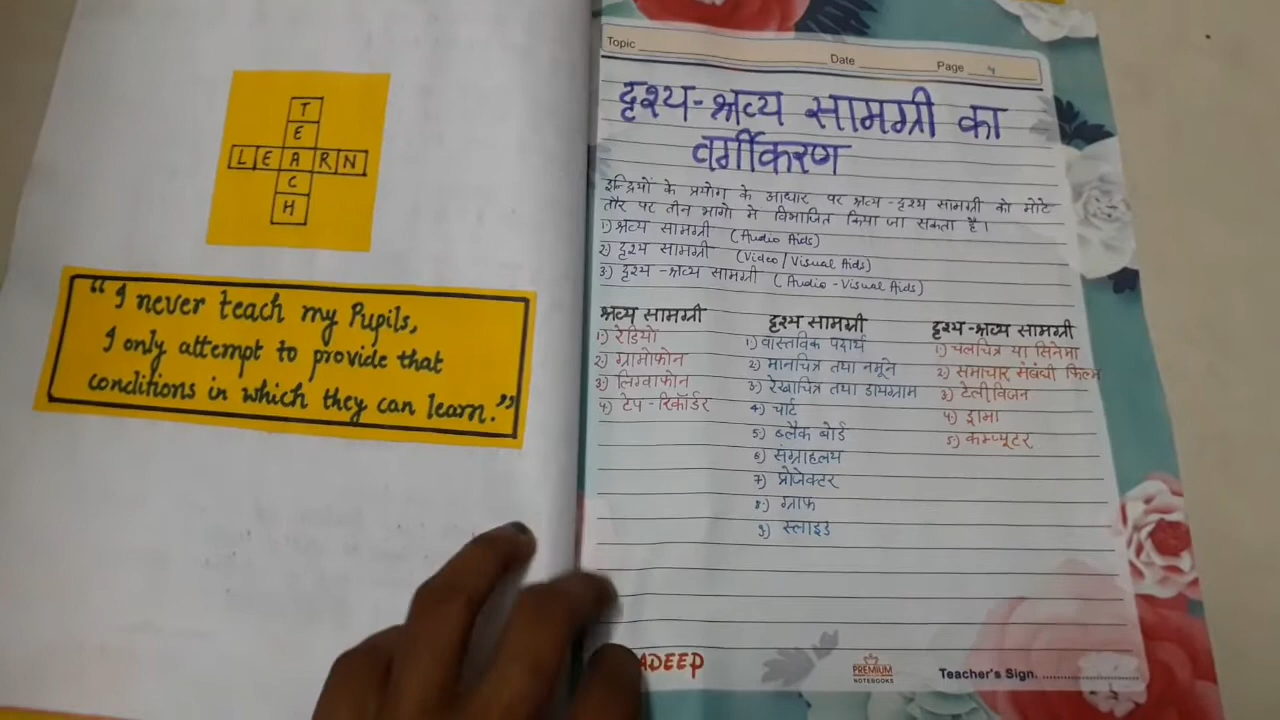 T
E
L E A R N
C
H
"I never teach my Pupils,
I only attempt to provide that
conditions in which they can learn."
Topic
Date
Page 4
दृश्य-श्रव्य सामग्री का
वर्गीकरण
इन्द्रियों के प्रयोग के आधार पर श्रव्य-दृश्य सामग्री को मोटे
तौर पर तीन भागो मे विभाजित किया जा सकता है।
1) श्रव्य सामग्री (Audio Aids)
2) दृश्य सामग्री (Video/Visual Aids)
3) दृश्य-श्रव्य सामग्री (Audio-Visual Aids)
श्रव्य सामग्री
1) रेडियो
2) ग्रामोफोन
3) लिंग्वाफोन
4) टेप-रिकॉर्डर
दृश्य सामग्री
1) वास्तविक पदार्थ
2) मानचित्र तथा नमूने
3) रेखाचित्र तथा डायग्राम
4) चार्ट
5) ब्लैक बोर्ड
6) संग्राहलय
7) प्रोजेक्टर
8) ग्राफ
9) स्लाइड
दृश्य-श्रव्य सामग्री
1) चलचित्र या सिनेमा
2) समाचार संबंधी फिल्म
3) टेलीविजन
4) ड्रामा
5) कम्प्यूटर
ADEEP
PREMIUM
NOTEBOOKS
Teacher's Sign.